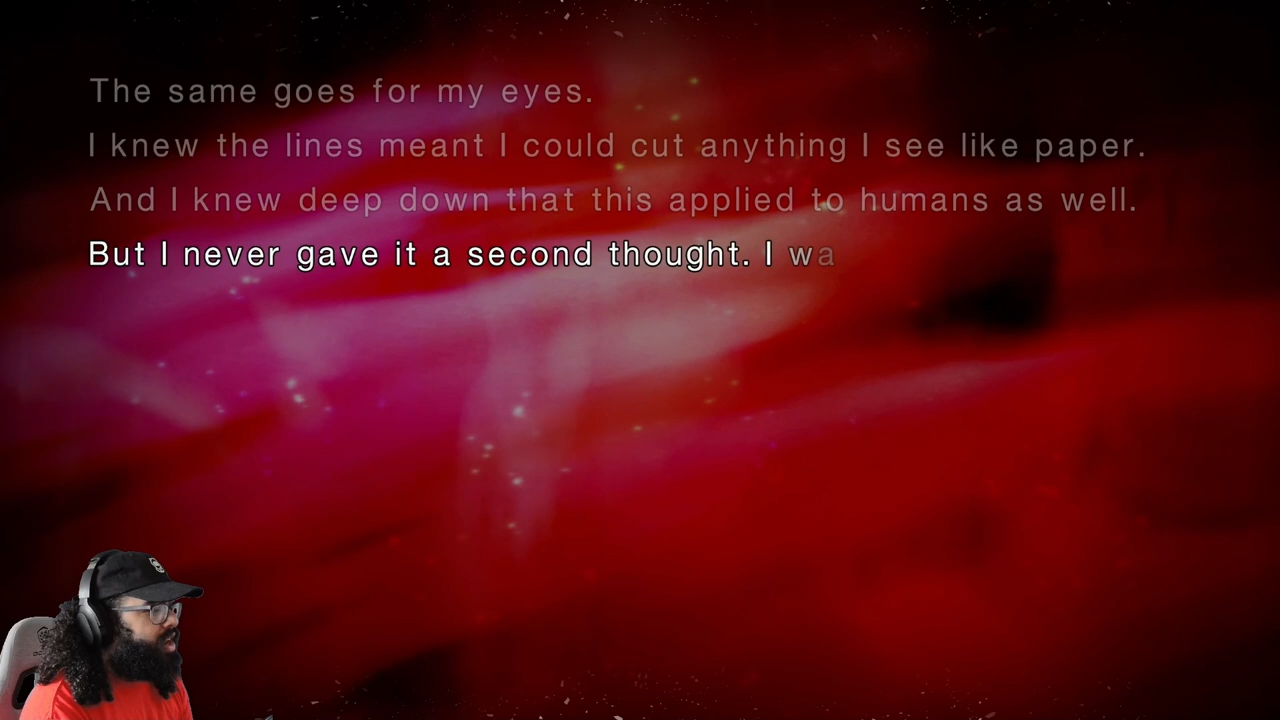 The same goes for my eyes.
I knew the lines meant I could cut anything I see like paper.
And I knew deep down that this applied to humans as well.
But I never gave it a second thought. I wa